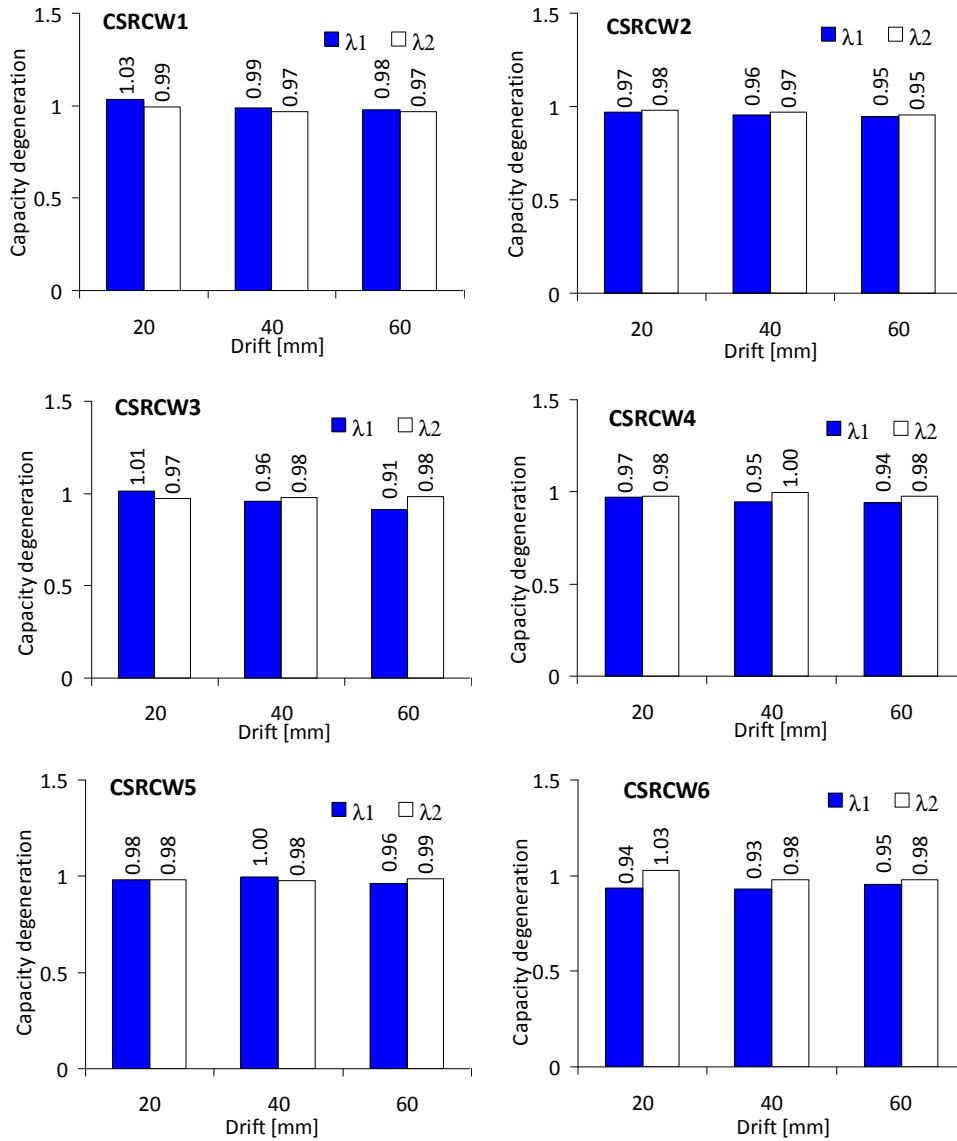 CSRCW1
λ1 λ2
1.5
1
0.5
0
Capacity degeneration
1.03 0.99 0.99 0.97 0.98 0.97
20 40 60
Drift [mm]
CSRCW2
λ1 λ2
1.5
1
0.5
0
Capacity degeneration
0.97 0.98 0.96 0.97 0.95 0.95
20 40 60
Drift [mm]
CSRCW3
λ1 λ2
1.5
1
0.5
0
Capacity degeneration
1.01 0.97 0.96 0.98 0.91 0.98
20 40 60
Drift [mm]
CSRCW4
λ1 λ2
1.5
1
0.5
0
Capacity degeneration
0.97 0.98 0.95 1.00 0.94 0.98
20 40 60
Drift [mm]
CSRCW5
λ1 λ2
1.5
1
0.5
0
Capacity degeneration
0.98 0.98 1.00 0.98 0.96 0.99
20 40 60
Drift [mm]
CSRCW6
λ1 λ2
1.5
1
0.5
0
Capacity degeneration
0.94 1.03 0.93 0.98 0.95 0.98
20 40 60
Drift [mm]